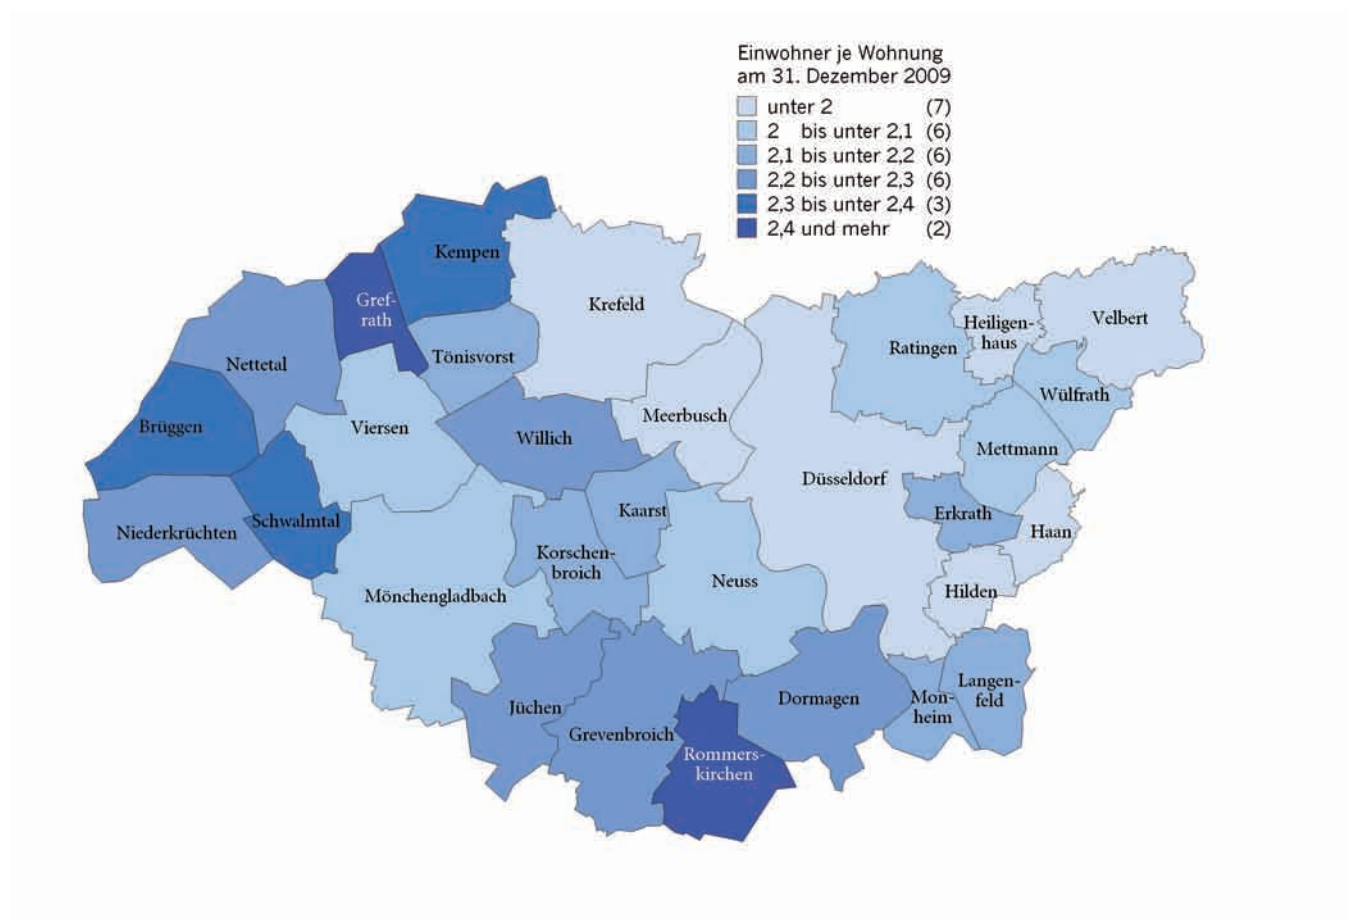 Einwohner je Wohnung
am 31. Dezember 2009
unter 2 (7)
2 bis unter 2,1 (6)
2,1 bis unter 2,2 (6)
2,2 bis unter 2,3 (6)
2,3 bis unter 2,4 (3)
2,4 und mehr (2)
Kempen
Gref-
rath
Krefeld
Velbert
Heiligen-
haus
Ratingen
Tönisvorst
Nettetal
Wülfrath
Meerbusch
Brüggen
Viersen
Willich
Mettmann
Düsseldorf
Kaarst
Erkrath
Schwalmtal
Niederkrüchten
Haan
Korschen-
broich
Neuss
Hilden
Mönchengladbach
Langen-
feld
Dormagen
Mon-
heim
Jüchen
Grevenbroich
Rommers-
kirchen